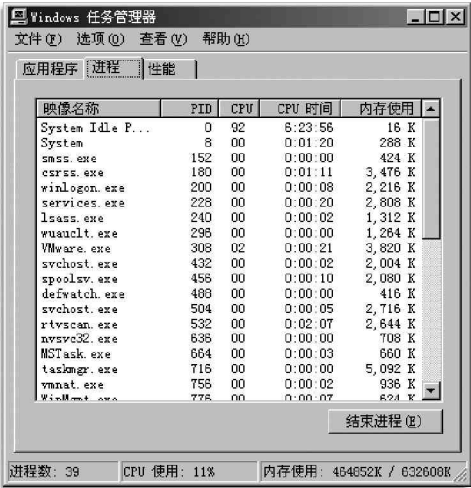 Windows 任务管理器
文件(F) 选项(O) 查看(V) 帮助(H)
应用程序 进程 性能
映像名称 PID CPU CPU 时间 内存使用
System Idle P... 0 92 6:23:56 16 K
System 8 00 0:01:20 288 K
smss.exe 152 00 0:00:00 424 K
csrss.exe 180 00 0:01:11 3,476 K
winlogon.exe 200 00 0:00:08 2,216 K
services.exe 228 00 0:00:20 2,808 K
lsass.exe 240 00 0:00:02 1,312 K
wuauclt.exe 296 00 0:00:00 1,264 K
VMware.exe 308 02 0:00:21 3,820 K
svchost.exe 432 00 0:00:02 2,004 K
spoolsv.exe 456 00 0:00:10 2,080 K
defwatch.exe 488 00 0:00:00 416 K
svchost.exe 504 00 0:00:05 2,716 K
rtvscan.exe 532 00 0:02:07 2,644 K
nvsvc32.exe 636 00 0:00:00 708 K
MSTask.exe 664 00 0:00:03 660 K
taskmgr.exe 716 00 0:00:00 5,092 K
vmnat.exe 756 00 0:00:02 936 K
WinMgmt.exe 776 00 0:00:07 624 K
结束进程(E)
进程数: 39 CPU 使用: 11% 内存使用: 464852K / 632608K